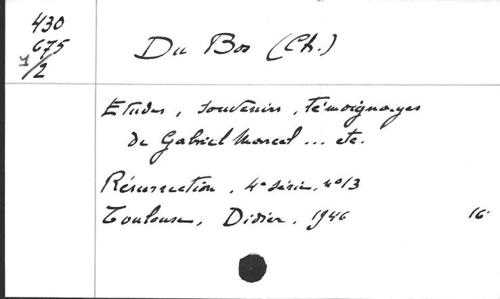 430
675
Du Bos (Ch.)
1/2
Etudes, souvenirs, témoignages
de Gabriel Marcel ... etc.
Résurrection, 4e série, no 13
Toulouse, Didier, 1946 16°